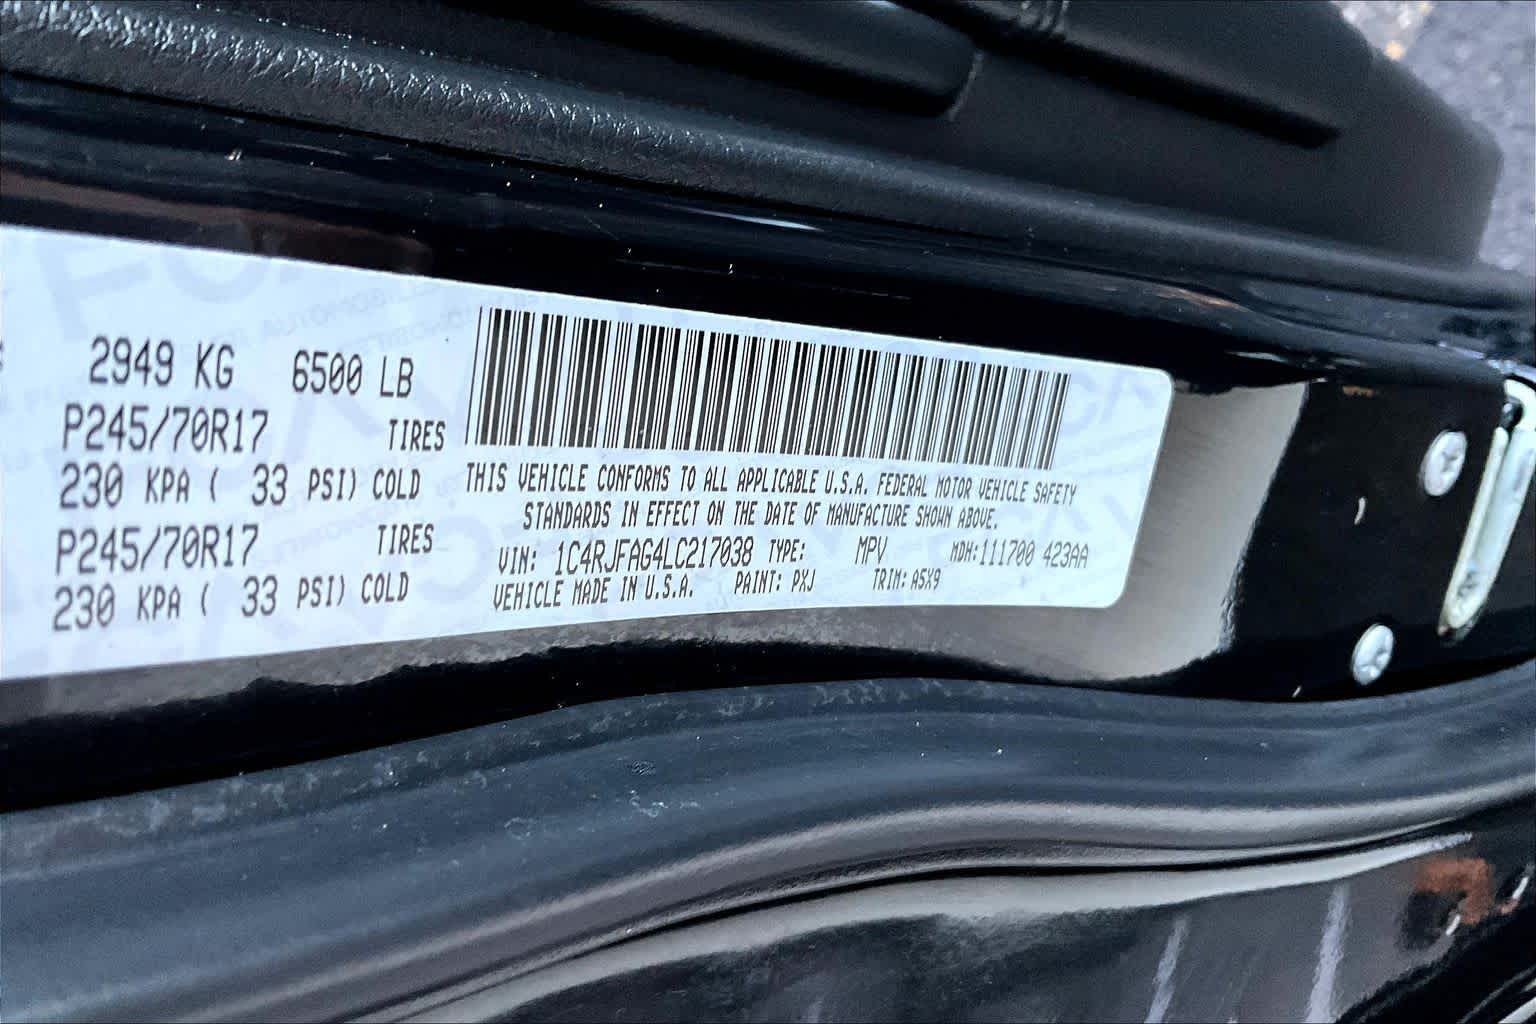 2949 KG 6500 LB
P245/70R17 TIRES
230 KPA ( 33 PSI) COLD
P245/70R17 TIRES
230 KPA ( 33 PSI) COLD
THIS VEHICLE CONFORMS TO ALL APPLICABLE U.S.A. FEDERAL MOTOR VEHICLE SAFETY
STANDARDS IN EFFECT ON THE DATE OF MANUFACTURE SHOWN ABOVE.
VIN: 1C4RJFAG4LC217038 TYPE: MPV MDH:111700 423AA
VEHICLE MADE IN U.S.A. PAINT: PXJ TRIM: A5X9